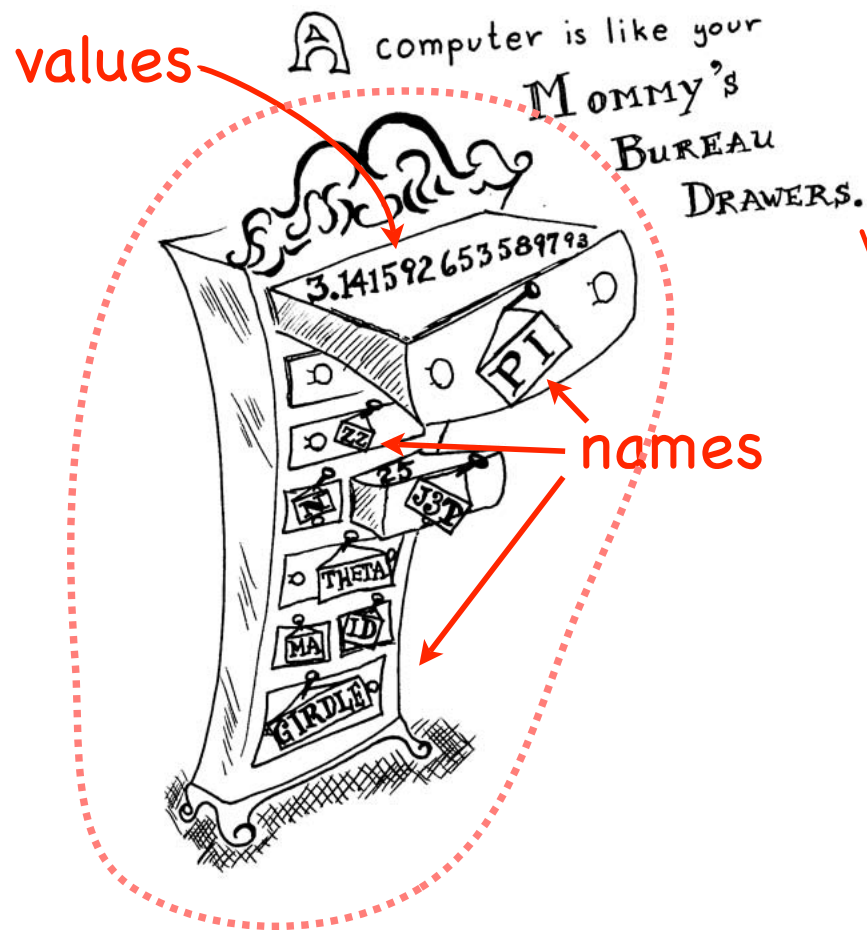 A computer is like your
values
Mommy's
BUREAU
DRAWERS.
3.14159265358979 93
PI
ZZ
names
25
N
J3T
THETA
MA
ID
GIRDLE